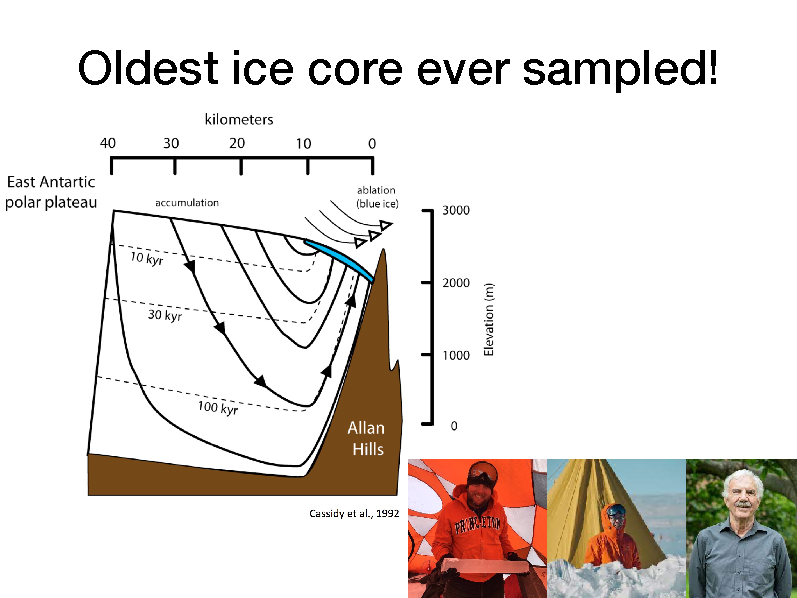 Oldest ice core ever sampled!
kilometers
40 30 20 10 0
East Antartic
polar plateau
accumulation
ablation
(blue ice)
3000
10 kyr
2000
30 kyr
Elevation (m)
1000
100 kyr
0
Allan
Hills
Cassidy et al., 1992
PRINCETON